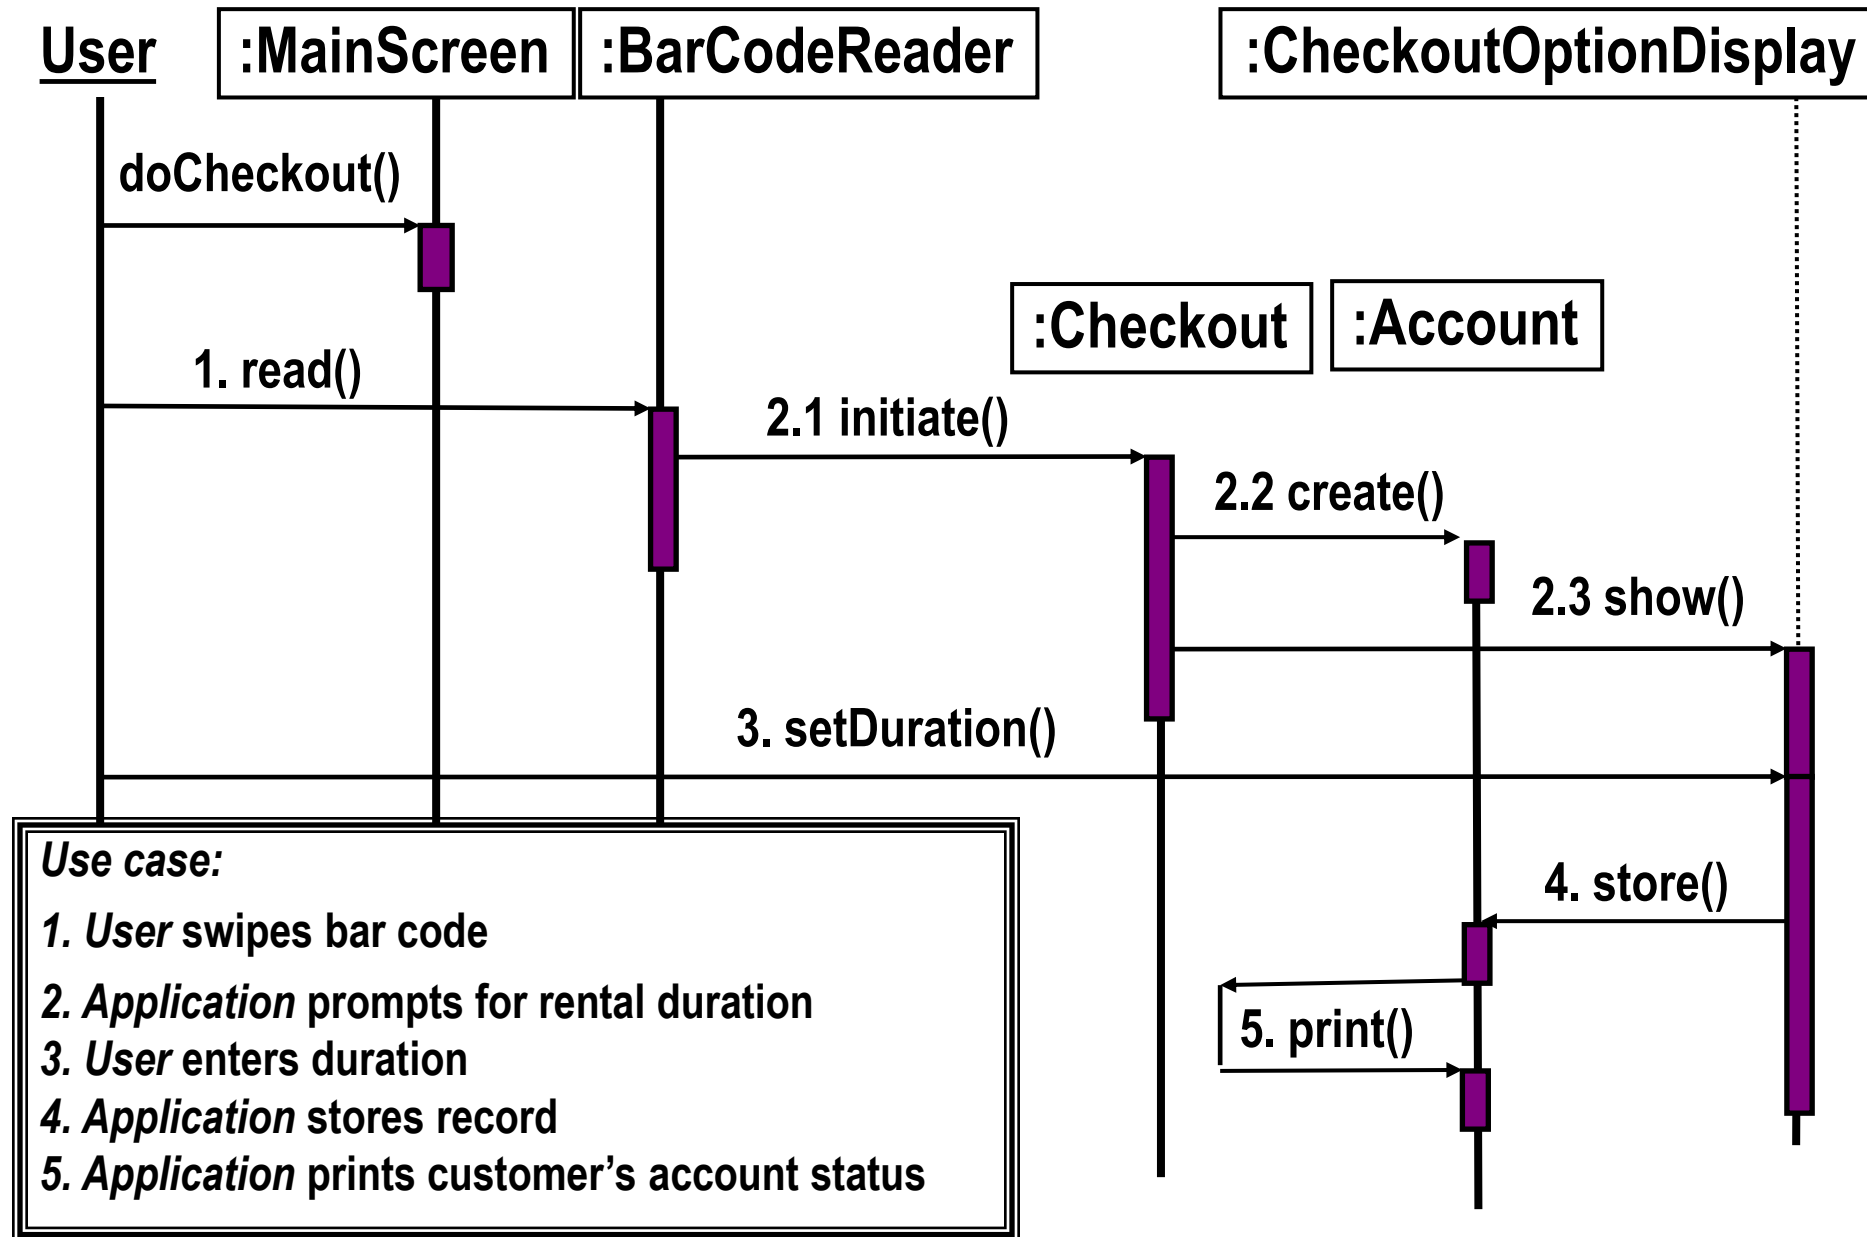 User
:MainScreen
:BarCodeReader
:CheckoutOptionDisplay
doCheckout()
:Checkout
:Account
1. read()
2.1 initiate()
2.2 create()
2.3 show()
3. setDuration()
4. store()
5. print()
Use case:
1. User swipes bar code
2. Application prompts for rental duration
3. User enters duration
4. Application stores record
5. Application prints customer’s account status